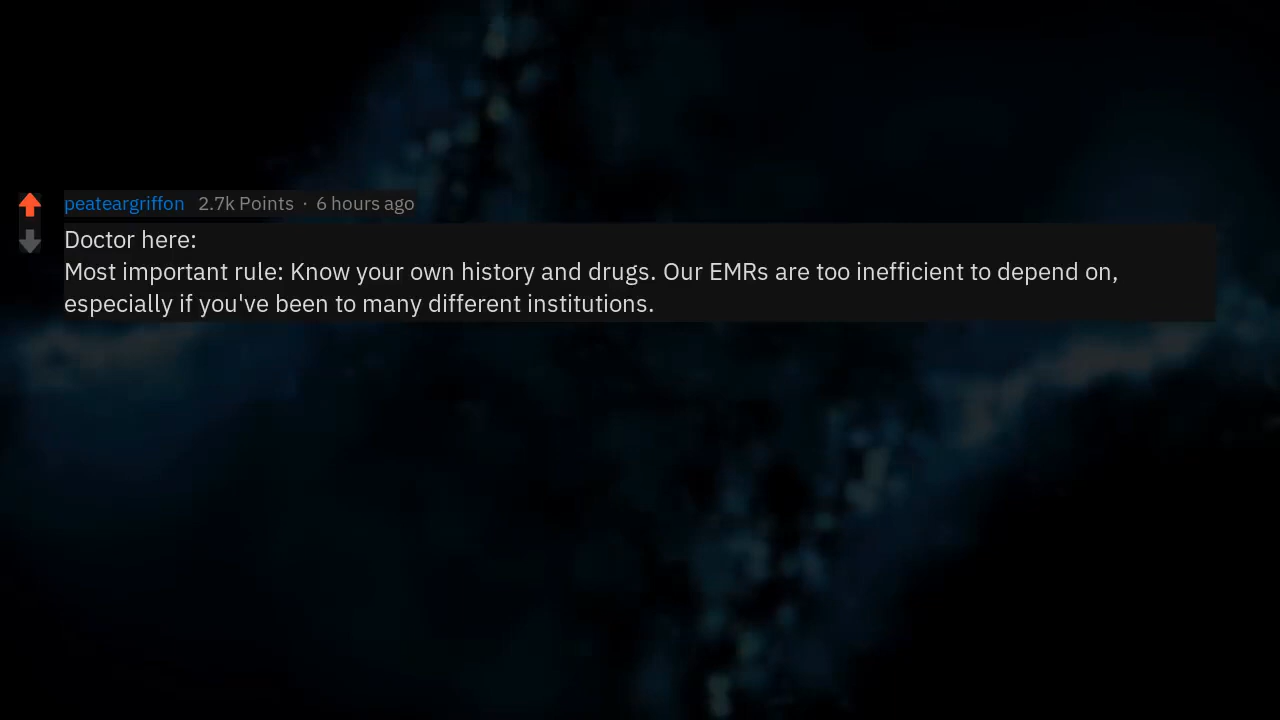 peateargriffon 2.7k Points · 6 hours ago
Doctor here:
Most important rule: Know your own history and drugs. Our EMRs are too inefficient to depend on,
especially if you've been to many different institutions.